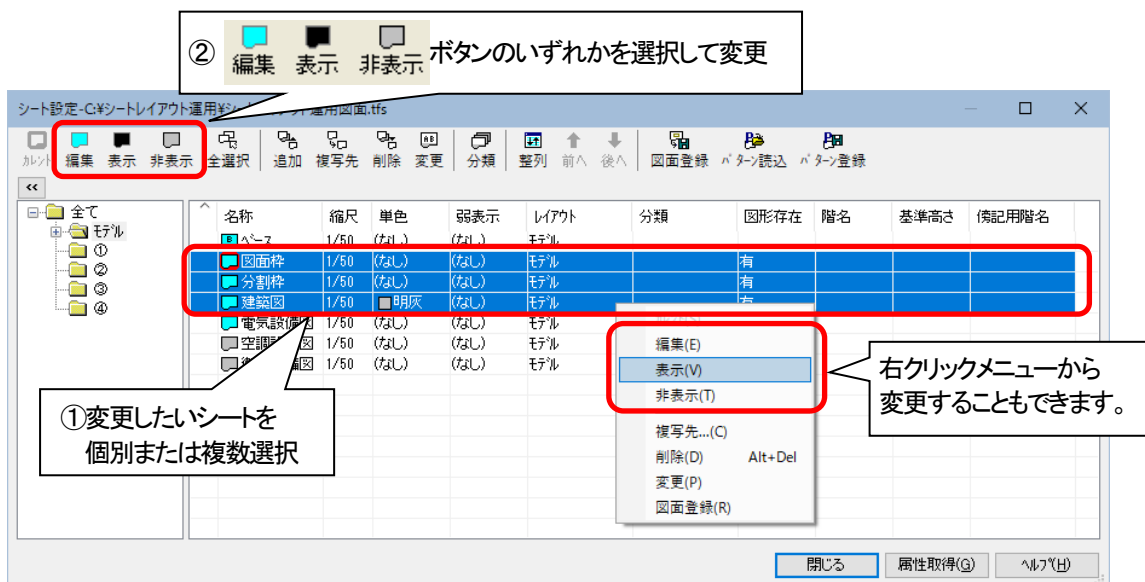 ② 編集 表示 非表示 ボタンのいずれかを選択して変更
シート設定-C:¥シートレイアウト運用¥シ 運用図面.tfs
カレント 編集 表示 非表示 全選択 追加 複写先 削除 変更 分類 整列 前へ 後へ 図面登録 パターン読込 パターン登録
<<
全て
モデル
①
②
③
④
名称 縮尺 単色 弱表示 レイアウト 分類 図形存在 階名 基準高さ 傍記用階名
ベース 1/50 (なし) (なし) モデル
図面枠 1/50 (なし) (なし) モデル 有
分割枠 1/50 (なし) (なし) モデル 有
建築図 1/50 明灰 (なし) モデル 有
電気設備図 1/50 (なし) (なし) モデル
空調 図 1/50 (なし) (なし) モデル
備図 1/50 (なし) (なし) モデル
編集(E)
表示(V)
非表示(T)
複写先...(C)
削除(D) Alt+Del
変更(P)
図面登録(R)
右クリックメニューから
変更することもできます。
①変更したいシートを
個別または複数選択
閉じる 属性取得(G) ヘルプ(H)